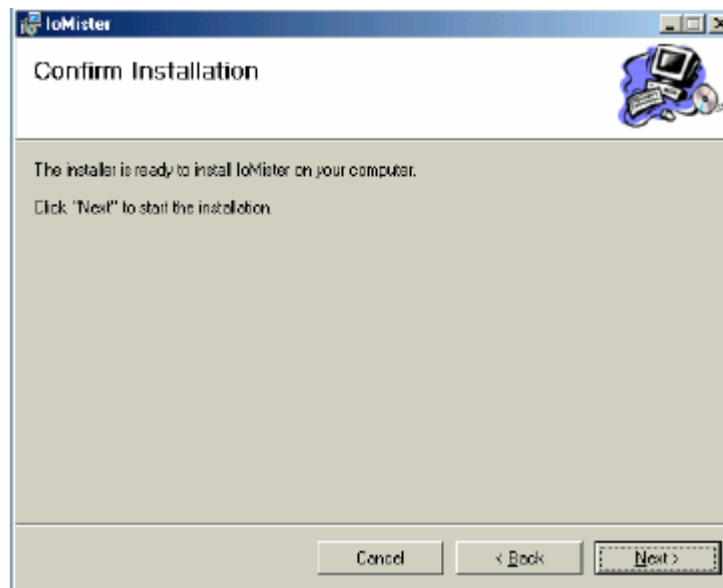 IoMister
Confirm Installation
The installer is ready to install IoMister on your computer.
Click "Next" to start the installation.
Cancel
< Back
Next >